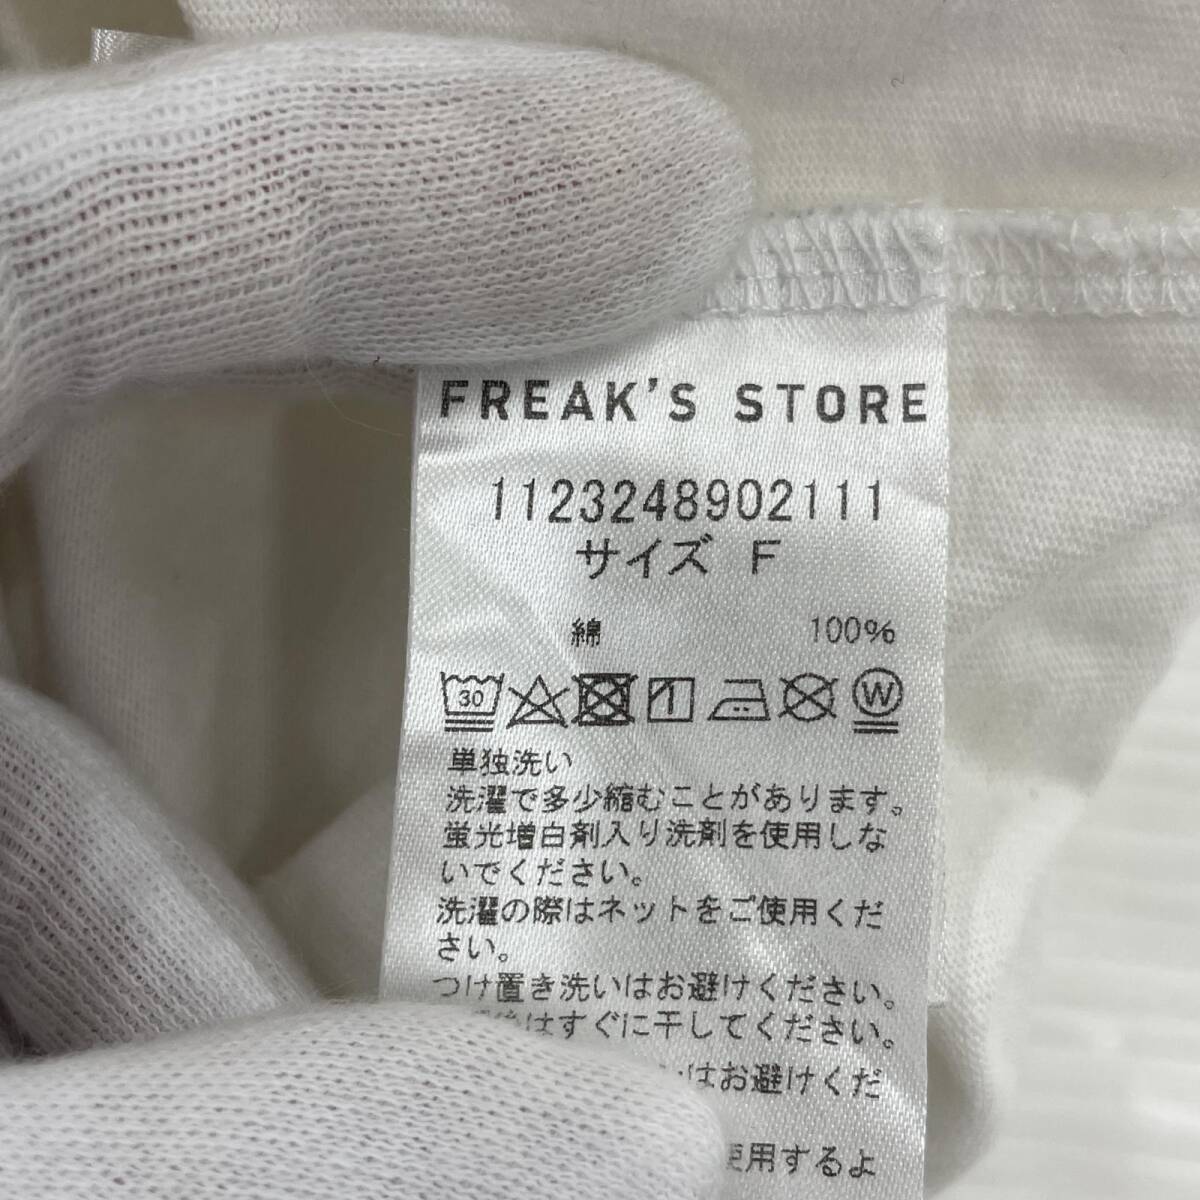 FREAK'S STORE
1123248902111
サイズ F
綿 100%
30 W
単独洗い
洗濯で多少縮むことがあります。
蛍光増白剤入り洗剤を使用しな
いでください。
洗濯の際はネットをご使用くだ
さい。
つけ置き洗いはお避けください。
後はすぐに干してください。
いはお避けくだ
使用するよ